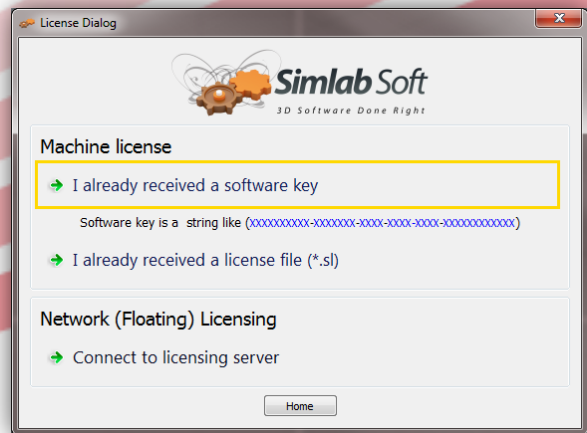 License Dialog
Simlab Soft
3D Software Done Right
Machine license
I already received a software key
Software key is a string like (xxxxxxxxxx-xxxxxxx-xxxx-xxxx-xxxx-xxxxxxxxxxxx)
I already received a license file (*.sl)
Network (Floating) Licensing
Connect to licensing server
Home